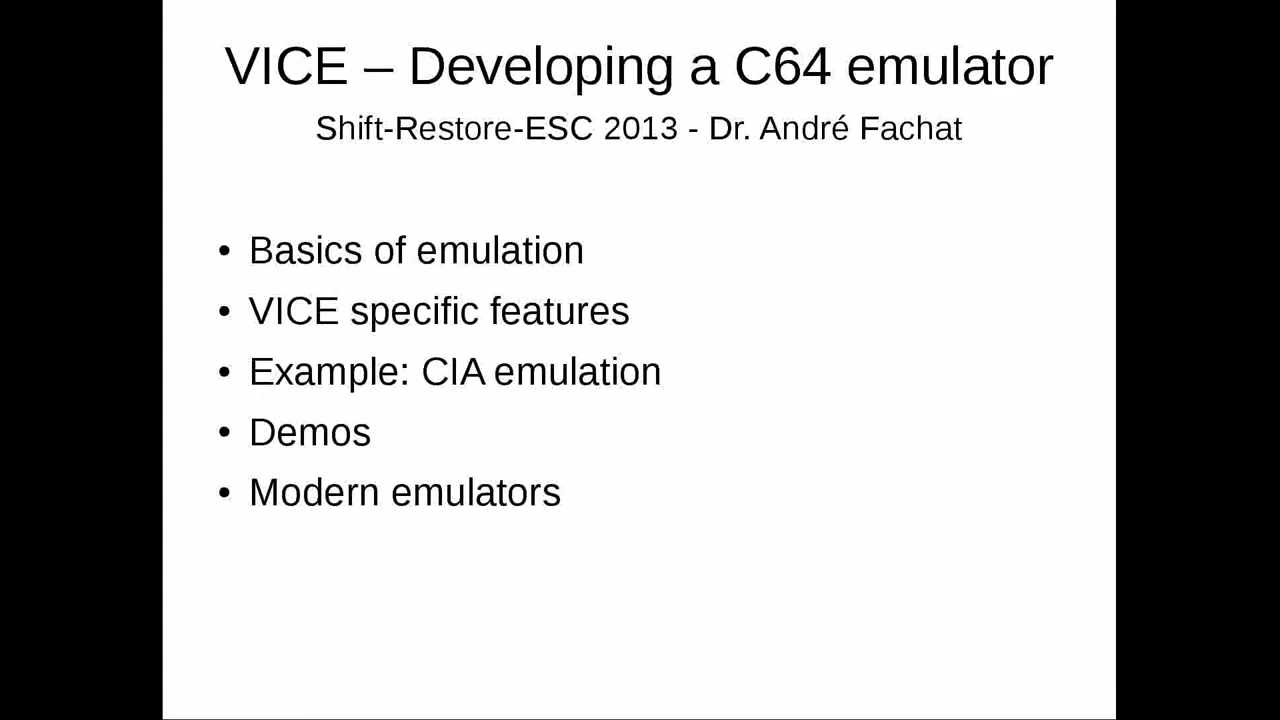 VICE – Developing a C64 emulator
Shift-Restore-ESC 2013 - Dr. André Fachat
• Basics of emulation
• VICE specific features
• Example: CIA emulation
• Demos
• Modern emulators